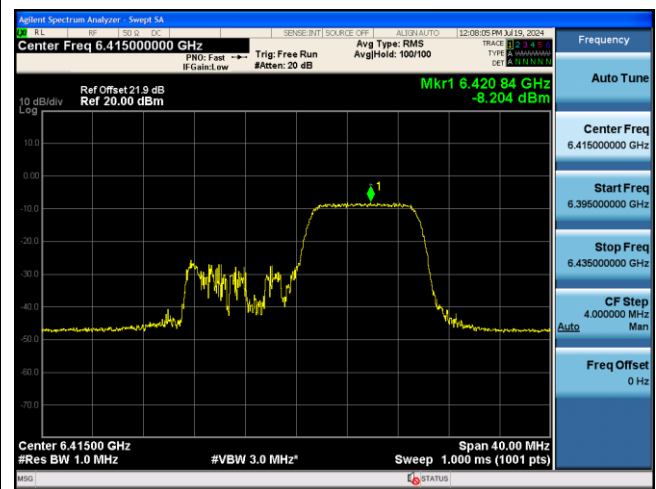 Agilent Spectrum Analyzer - Swept SA
RL RF 50 Ω DC SENSE:INT SOURCE OFF ALIGN AUTO 12:08:05 PM Jul 19, 2024
Center Freq 6.415000000 GHz
PNO: Fast
IFGain:Low
Trig: Free Run
#Atten: 20 dB
Avg Type: RMS
Avg|Hold: 100/100
TRACE 1 2 3 4 5 6
TYPE A WWWWW
DET A N N N N N
Ref Offset 21.9 dB
10 dB/div Ref 20.00 dBm
Log
Mkr1 6.420 84 GHz
-8.204 dBm
10.0
0.00
-10.0
-20.0
-30.0
-40.0
-50.0
-60.0
-70.0
1
Center 6.41500 GHz Span 40.00 MHz
#Res BW 1.0 MHz #VBW 3.0 MHz* Sweep 1.000 ms (1001 pts)
MSG STATUS
Frequency
Auto Tune
Center Freq
6.415000000 GHz
Start Freq
6.395000000 GHz
Stop Freq
6.435000000 GHz
CF Step
4.000000 MHz
Auto Man
Freq Offset
0 Hz